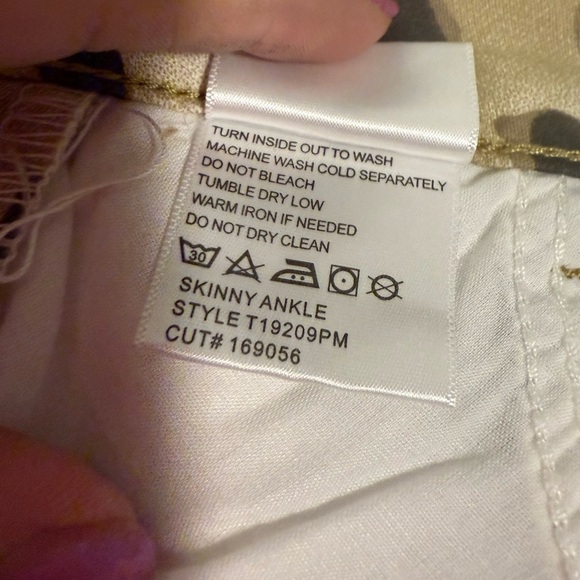 TURN INSIDE OUT TO WASH
MACHINE WASH COLD SEPARATELY
DO NOT BLEACH
TUMBLE DRY LOW
WARM IRON IF NEEDED
DO NOT DRY CLEAN
30
SKINNY ANKLE
STYLE T19209PM
CUT# 169056